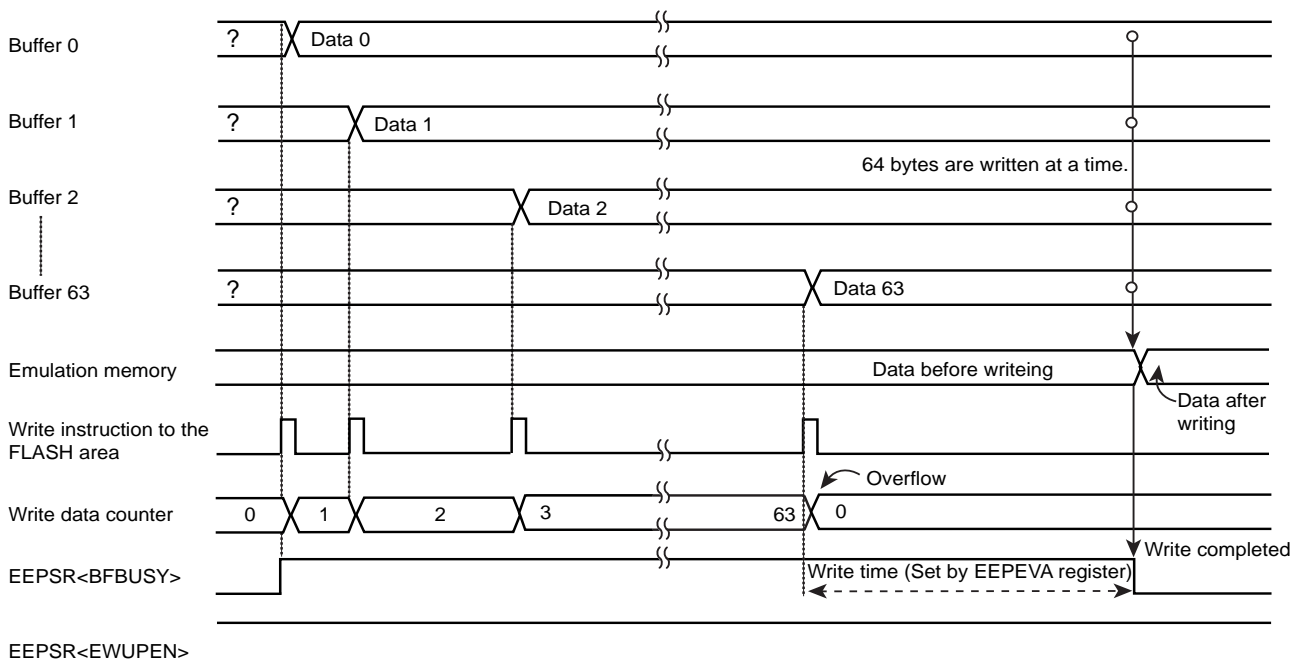 Buffer 0
?
Data 0
Buffer 1
?
Data 1
64 bytes are written at a time.
Buffer 2
?
Data 2
Buffer 63
?
Data 63
Emulation memory
Data before writeing
Data after
writing
Write instruction to the
FLASH area
Overflow
Write data counter
0
1
2
3
63
0
Write completed
EEPSR<BFBUSY>
Write time (Set by EEPEVA register)
EEPSR<EWUPEN>